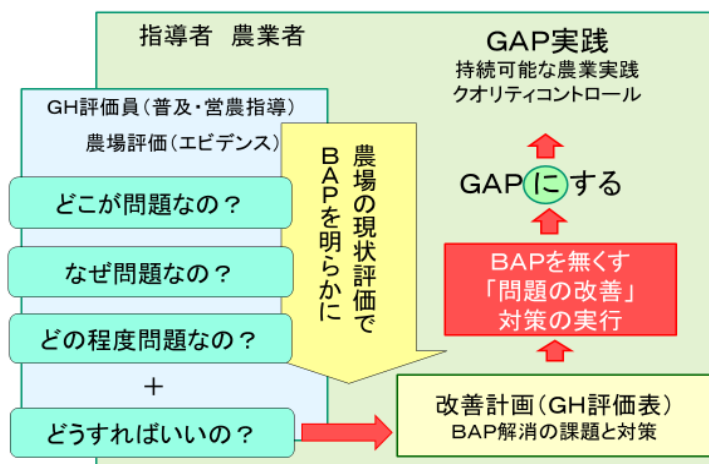 指導者 農業者
GH評価員(普及・営農指導)
農場評価(エビデンス)
どこが問題なの?
なぜ問題なの?
どの程度問題なの?
+
どうすればいいの?
農場の現状評価で
BAPを明らかに
改善計画(GH評価表)
BAP解消の課題と対策
BAPを無くす
「問題の改善」
対策の実行
GAPにする
GAP実践
持続可能な農業実践
クオリティコントロール